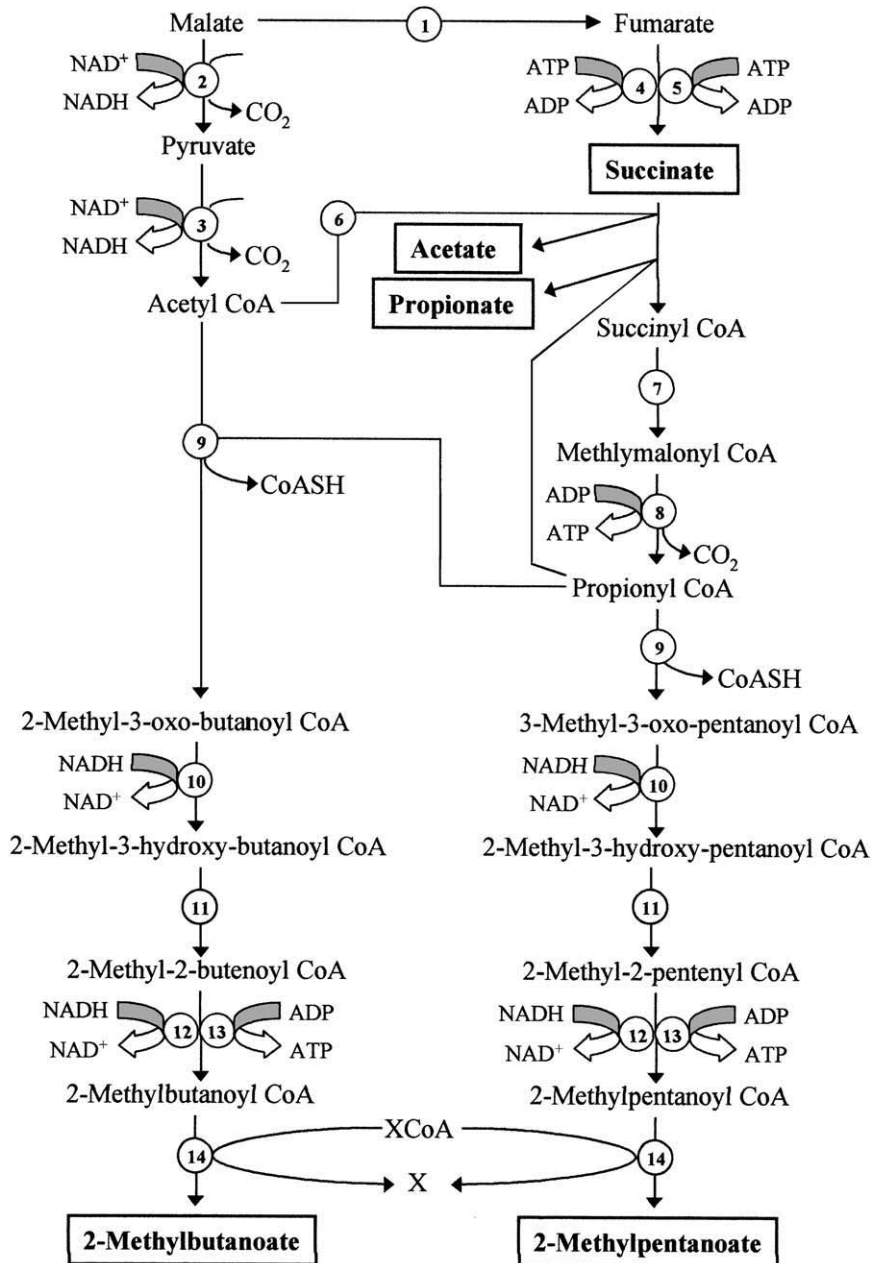 Malate 1 Fumarate
NAD⁺ 2 ATP 4 5 ATP
NADH CO₂ ADP ADP
Pyruvate Succinate
NAD⁺ 3 6
NADH CO₂ Acetate
Acetyl CoA Propionate
Succinyl CoA
7
9 Methlymalonyl CoA
CoASH ADP 8
ATP CO₂
Propionyl CoA
9
CoASH
2-Methyl-3-oxo-butanoyl CoA 3-Methyl-3-oxo-pentanoyl CoA
NADH 10 NADH 10
NAD⁺ NAD⁺
2-Methyl-3-hydroxy-butanoyl CoA 2-Methyl-3-hydroxy-pentanoyl CoA
11 11
2-Methyl-2-butenoyl CoA 2-Methyl-2-pentenyl CoA
NADH 12 13 ADP NADH 12 13 ADP
NAD⁺ ATP NAD⁺ ATP
2-Methylbutanoyl CoA 2-Methylpentanoyl CoA
XCoA
14 X 14
2-Methylbutanoate 2-Methylpentanoate